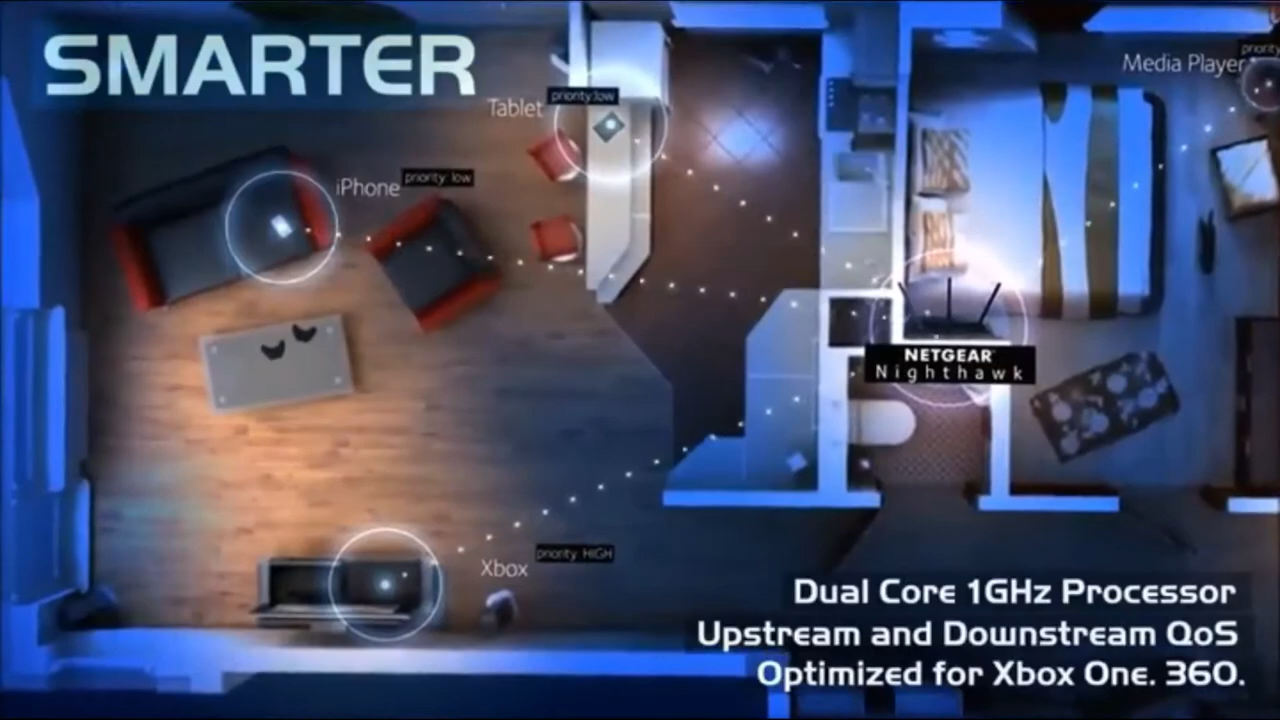 SMARTER
Tablet priority:low
iPhone priority low
Media Player priority
NETGEAR
Nighthawk
Xbox priority HIGH
Dual Core 1GHz Processor
Upstream and Downstream QoS
Optimized for Xbox One. 360.